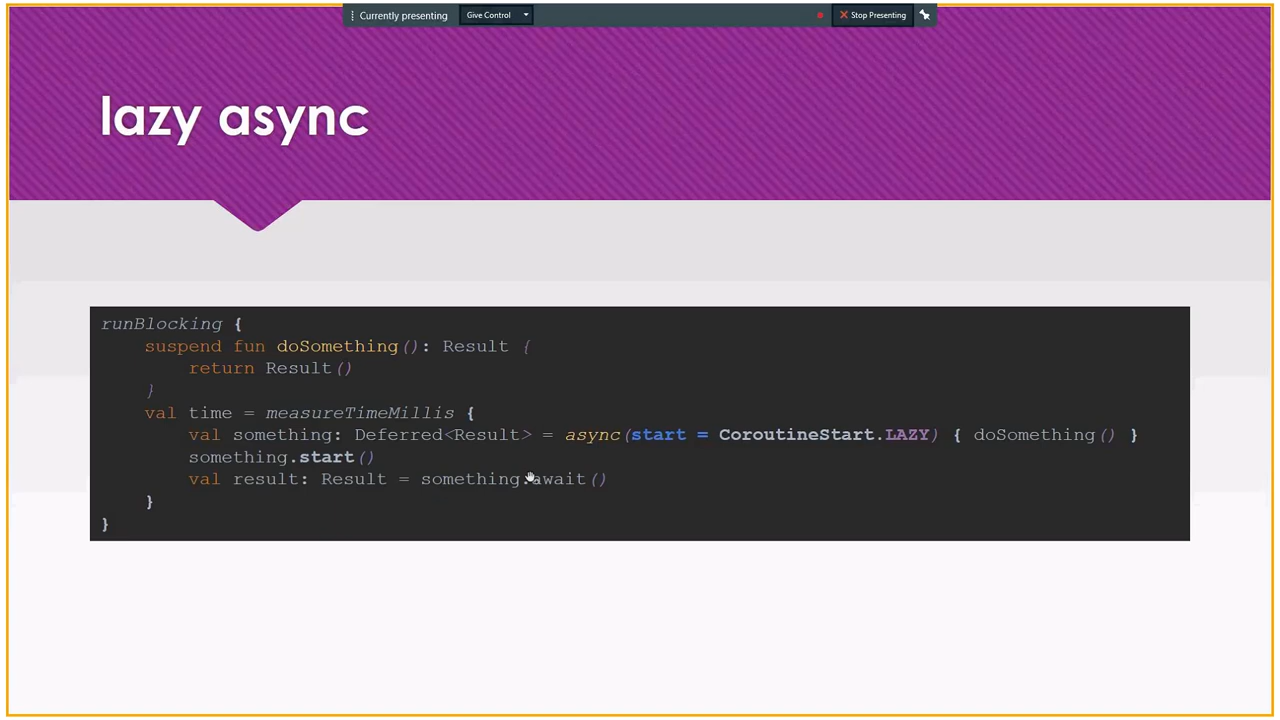 Currently presenting Give Control Stop Presenting
lazy async
runBlocking {
suspend fun doSomething(): Result {
return Result()
}
val time = measureTimeMillis {
val something: Deferred<Result> = async(start = CoroutineStart.LAZY) { doSomething() }
something.start()
val result: Result = something.await()
}
}